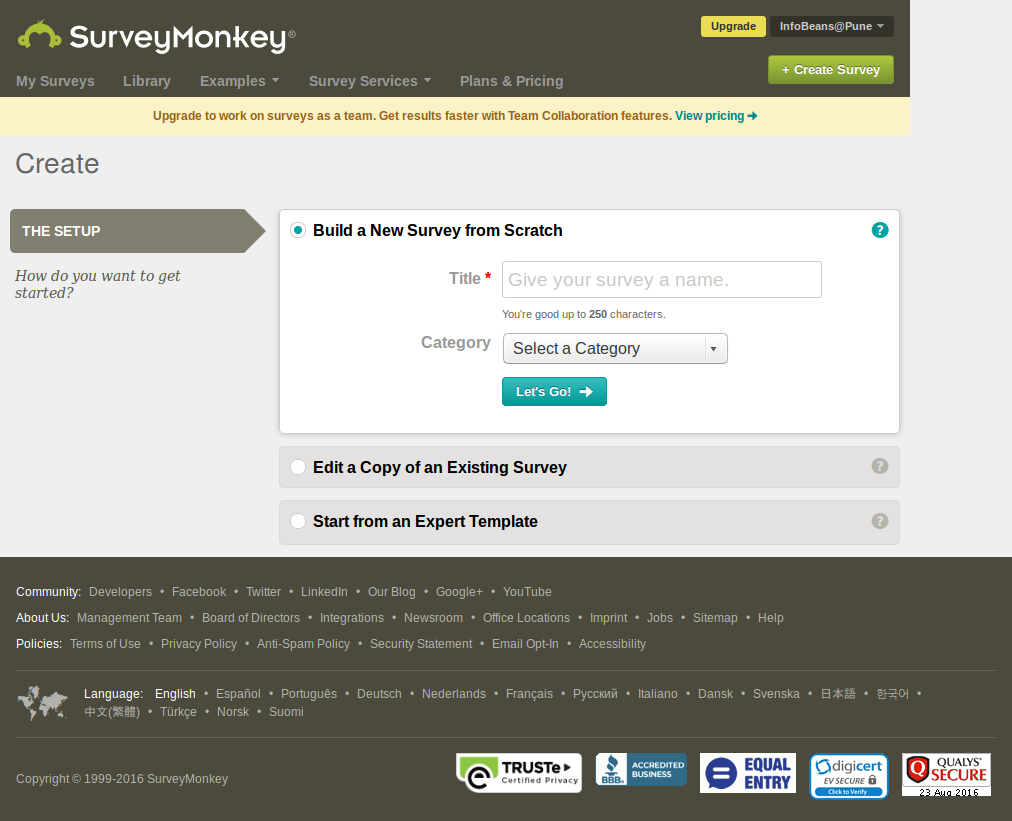 SurveyMonkey®
Upgrade
InfoBeans@Pune
My Surveys Library Examples Survey Services Plans & Pricing
+ Create Survey
Upgrade to work on surveys as a team. Get results faster with Team Collaboration features. View pricing
Create
THE SETUP
How do you want to get
started?
Build a New Survey from Scratch ?
Title *
Give your survey a name.
You're good up to 250 characters.
Category
Select a Category
Let's Go!
Edit a Copy of an Existing Survey ?
Start from an Expert Template ?
Community: Developers • Facebook • Twitter • LinkedIn • Our Blog • Google+ • YouTube
About Us: Management Team • Board of Directors • Integrations • Newsroom • Office Locations • Imprint • Jobs • Sitemap • Help
Policies: Terms of Use • Privacy Policy • Anti-Spam Policy • Security Statement • Email Opt-In • Accessibility
Language: English • Español • Português • Deutsch • Nederlands • Français • Русский • Italiano • Dansk • Svenska • 日本語 • 한국어 •
中文(繁體) • Türkçe • Norsk • Suomi
Copyright © 1999-2016 SurveyMonkey
TRUSTe
Certified Privacy
BBB.
ACCREDITED
BUSINESS
EQUAL
ENTRY
digicert
EV SECURE
Click to Verify
QUALYS
SECURE
23 Aug 2016